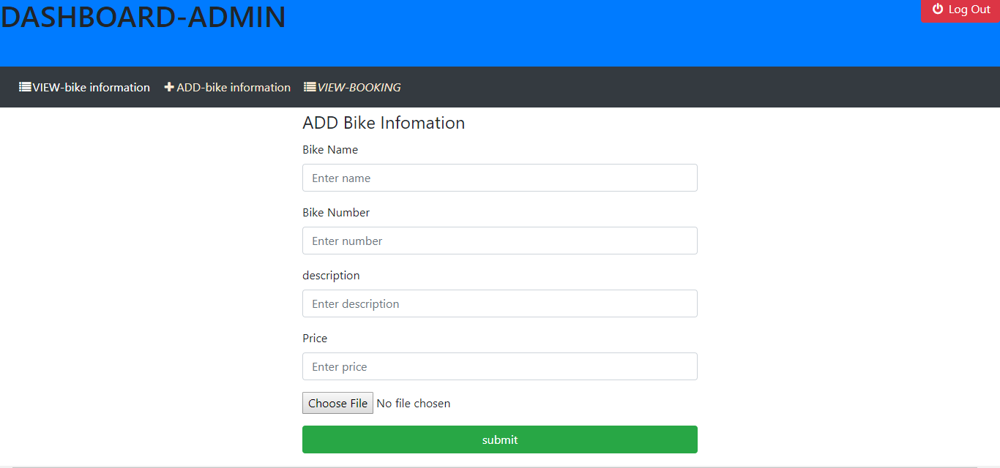 DASHBOARD-ADMIN
Log Out
VIEW-bike information ADD-bike information VIEW-BOOKING
ADD Bike Infomation
Bike Name
Enter name
Bike Number
Enter number
description
Enter description
Price
Enter price
Choose File No file chosen
submit